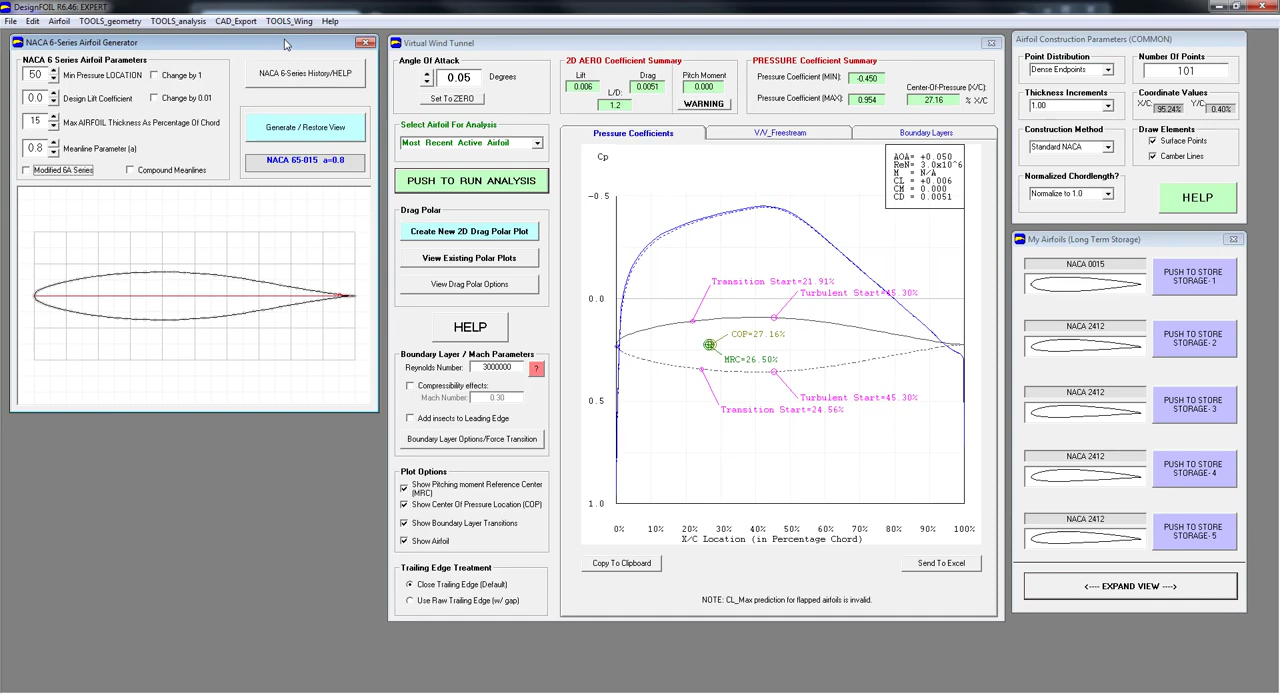 DesignFOIL R6.46: EXPERT
File Edit Airfoil TOOLS_geometry TOOLS_analysis CAD_Export TOOLS_Wing Help
NACA 6-Series Airfoil Generator
NACA 6 Series Airfoil Parameters
50 Min Pressure LOCATION Change by 1
0.0 Design Lift Coefficient Change by 0.01
15 Max AIRFOIL Thickness As Percentage Of Chord
0.8 Meanline Parameter (a)
Modified 6A Series Compound Meanlines
NACA 6-Series History/HELP
Generate / Restore View
NACA 65-015 a=0.8
Virtual Wind Tunnel
Angle Of Attack
0.05 Degrees
Set To ZERO
Select Airfoil For Analysis
Most Recent Active Airfoil
PUSH TO RUN ANALYSIS
Drag Polar
Create New 2D Drag Polar Plot
View Existing Polar Plots
View Drag Polar Options
HELP
Boundary Layer / Mach Parameters
Reynolds Number: 3000000 ?
Compressibility effects:
Mach Number: 0.30
Add insects to Leading Edge
Boundary Layer Options/Force Transition
Plot Options
Show Pitching moment Reference Center
(MRC)
Show Center Of Pressure Location (COP)
Show Boundary Layer Transitions
Show Airfoil
Trailing Edge Treatment
Close Trailing Edge (Default)
Use Raw Trailing Edge (w/ gap)
2D AERO Coefficient Summary
Lift Drag Pitch Moment
0.006 L/D: 0.0051 0.000
1.2 WARNING
PRESSURE Coefficient Summary
Pressure Coefficient (MIN): -0.450
Pressure Coefficient (MAX): 0.954
Center-Of-Pressure (X/C):
27.16 % X/C
Pressure Coefficients V/V_Freestream Boundary Layers
Cp
AOA= +0.050
ReN= 3.0x10^6
M = N/A
CL = +0.006
CM = 0.000
CD = 0.0051
-0.5
0.0
0.5
1.0
Transition Start=21.91%
Turbulent Start=45.30%
COP=27.16%
MRC=26.50%
Turbulent Start=45.30%
Transition Start=24.56%
0% 10% 20% 30% 40% 50% 60% 70% 80% 90% 100%
X/C Location (in Percentage Chord)
Copy To Clipboard Send To Excel
NOTE: CL_Max prediction for flapped airfoils is invalid.
Airfoil Construction Parameters (COMMON)
Point Distribution
Dense Endpoints
Number Of Points
101
Thickness Increments
1.00
Coordinate Values
X/C: 95.24% Y/C: 0.40%
Construction Method
Standard NACA
Draw Elements
Surface Points
Camber Lines
Normalized Chordlength?
Normalize to 1.0
HELP
My Airfoils (Long Term Storage)
NACA 0015
PUSH TO STORE
STORAGE- 1
NACA 2412
PUSH TO STORE
STORAGE- 2
NACA 2412
PUSH TO STORE
STORAGE- 3
NACA 2412
PUSH TO STORE
STORAGE- 4
NACA 2412
PUSH TO STORE
STORAGE- 5
<---- EXPAND VIEW ---->